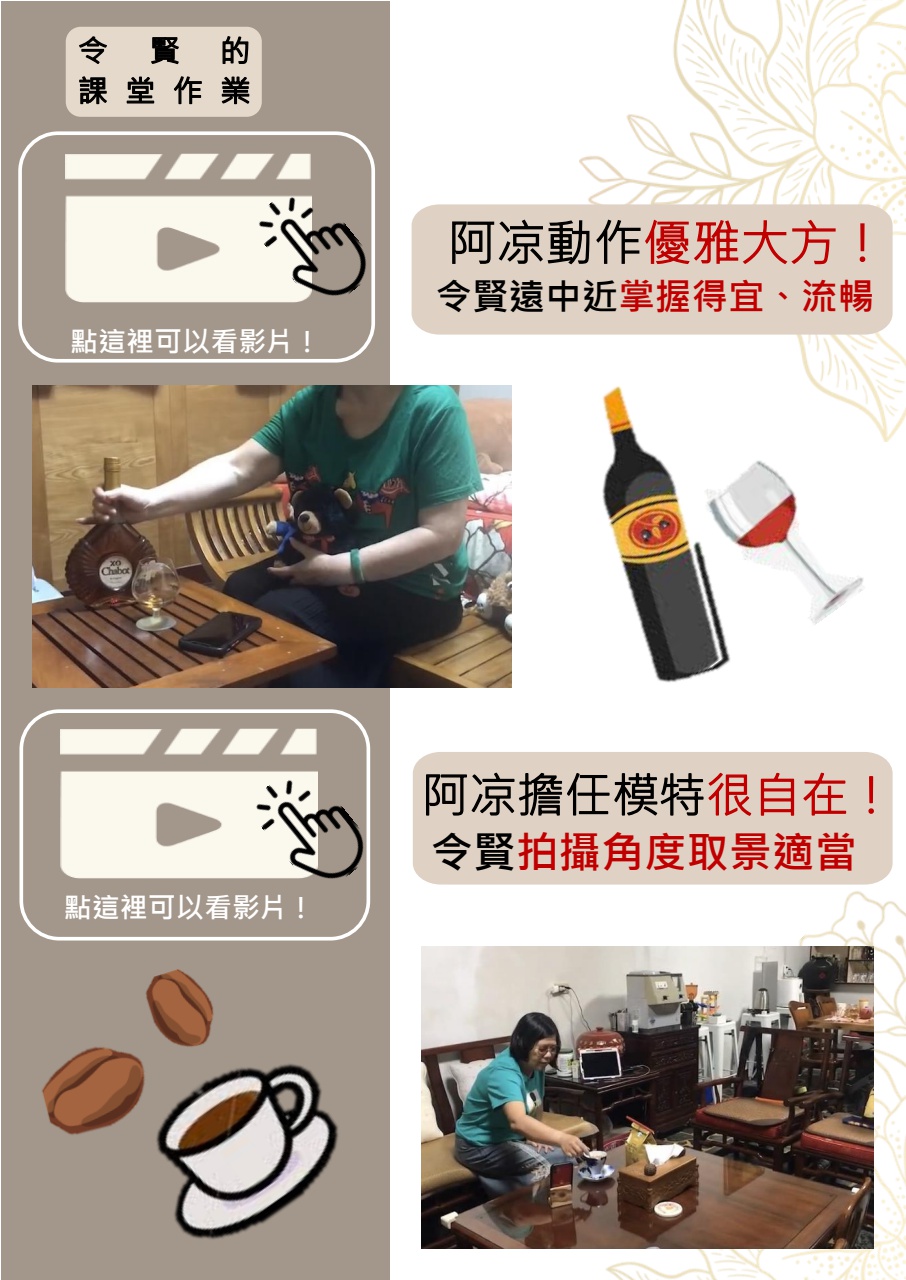 令賢的
課堂作業
點這裡可以看影片！
阿凉動作優雅大方！
令賢遠中近掌握得宜、流暢
XO
Chabot
點這裡可以看影片！
阿凉擔任模特很自在！
令賢拍攝角度取景適當